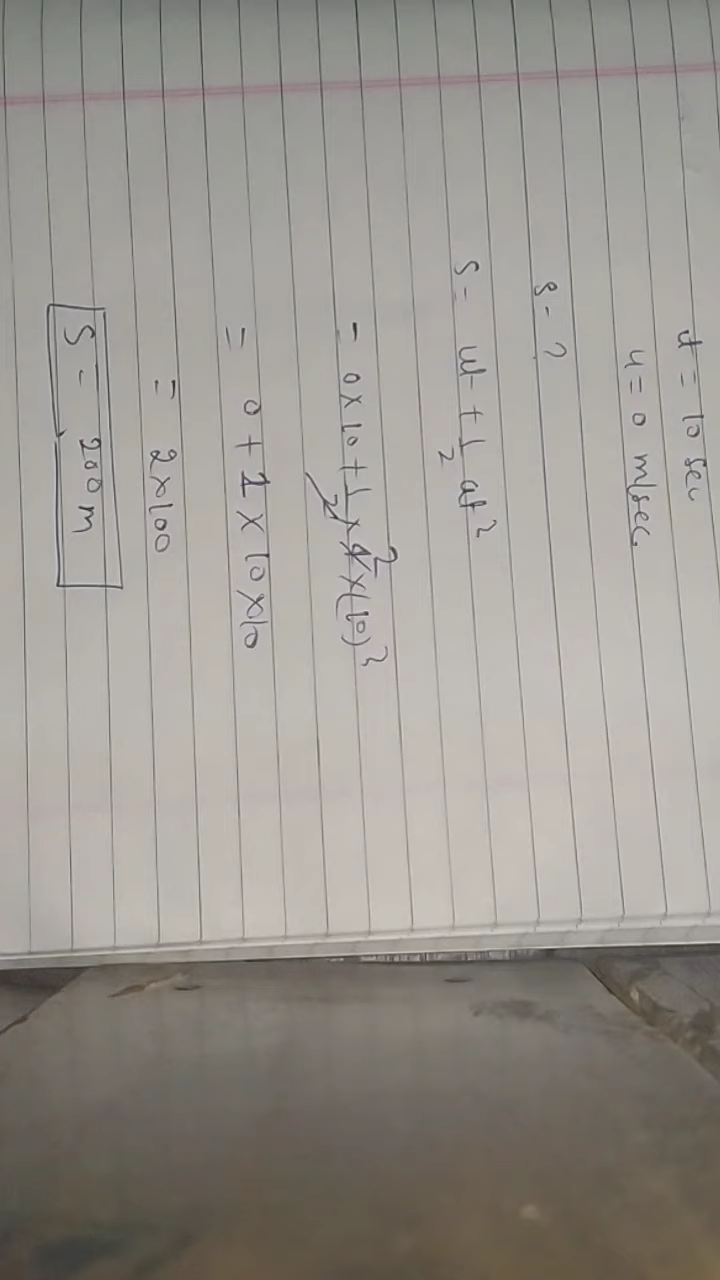 t = 10 sec
u = 0 m/sec
s - ?
s - ut + 1/2 at²
- 0 x 10 + 1/2 x 4 2 x (10)²
= 0 + 2 x 10 x 10
= 2 x 100
S - 200 m